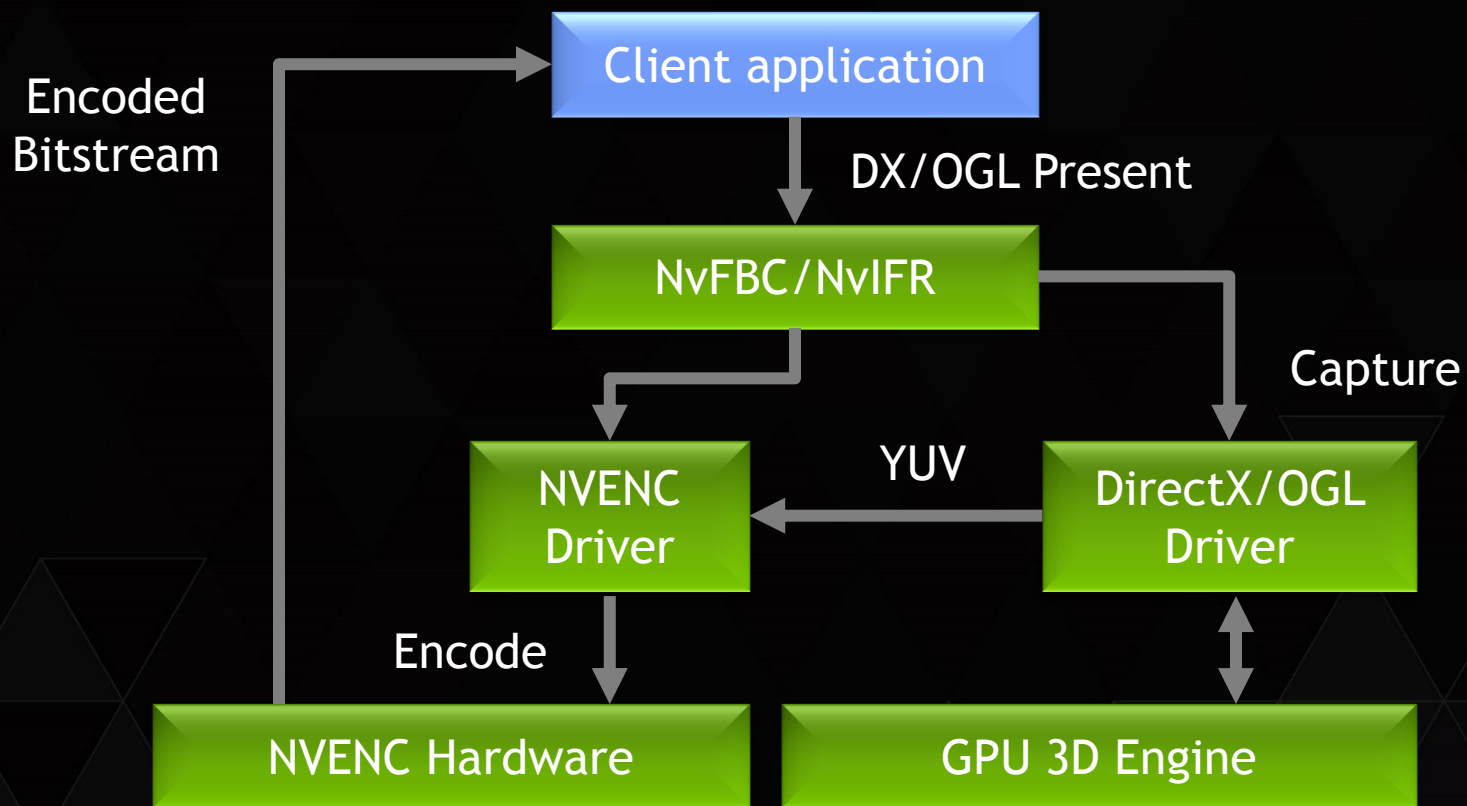 Client application
Encoded
Bitstream
DX/OGL Present
NvFBC/NvIFR
Capture
YUV
NVENC
Driver
DirectX/OGL
Driver
Encode
NVENC Hardware
GPU 3D Engine